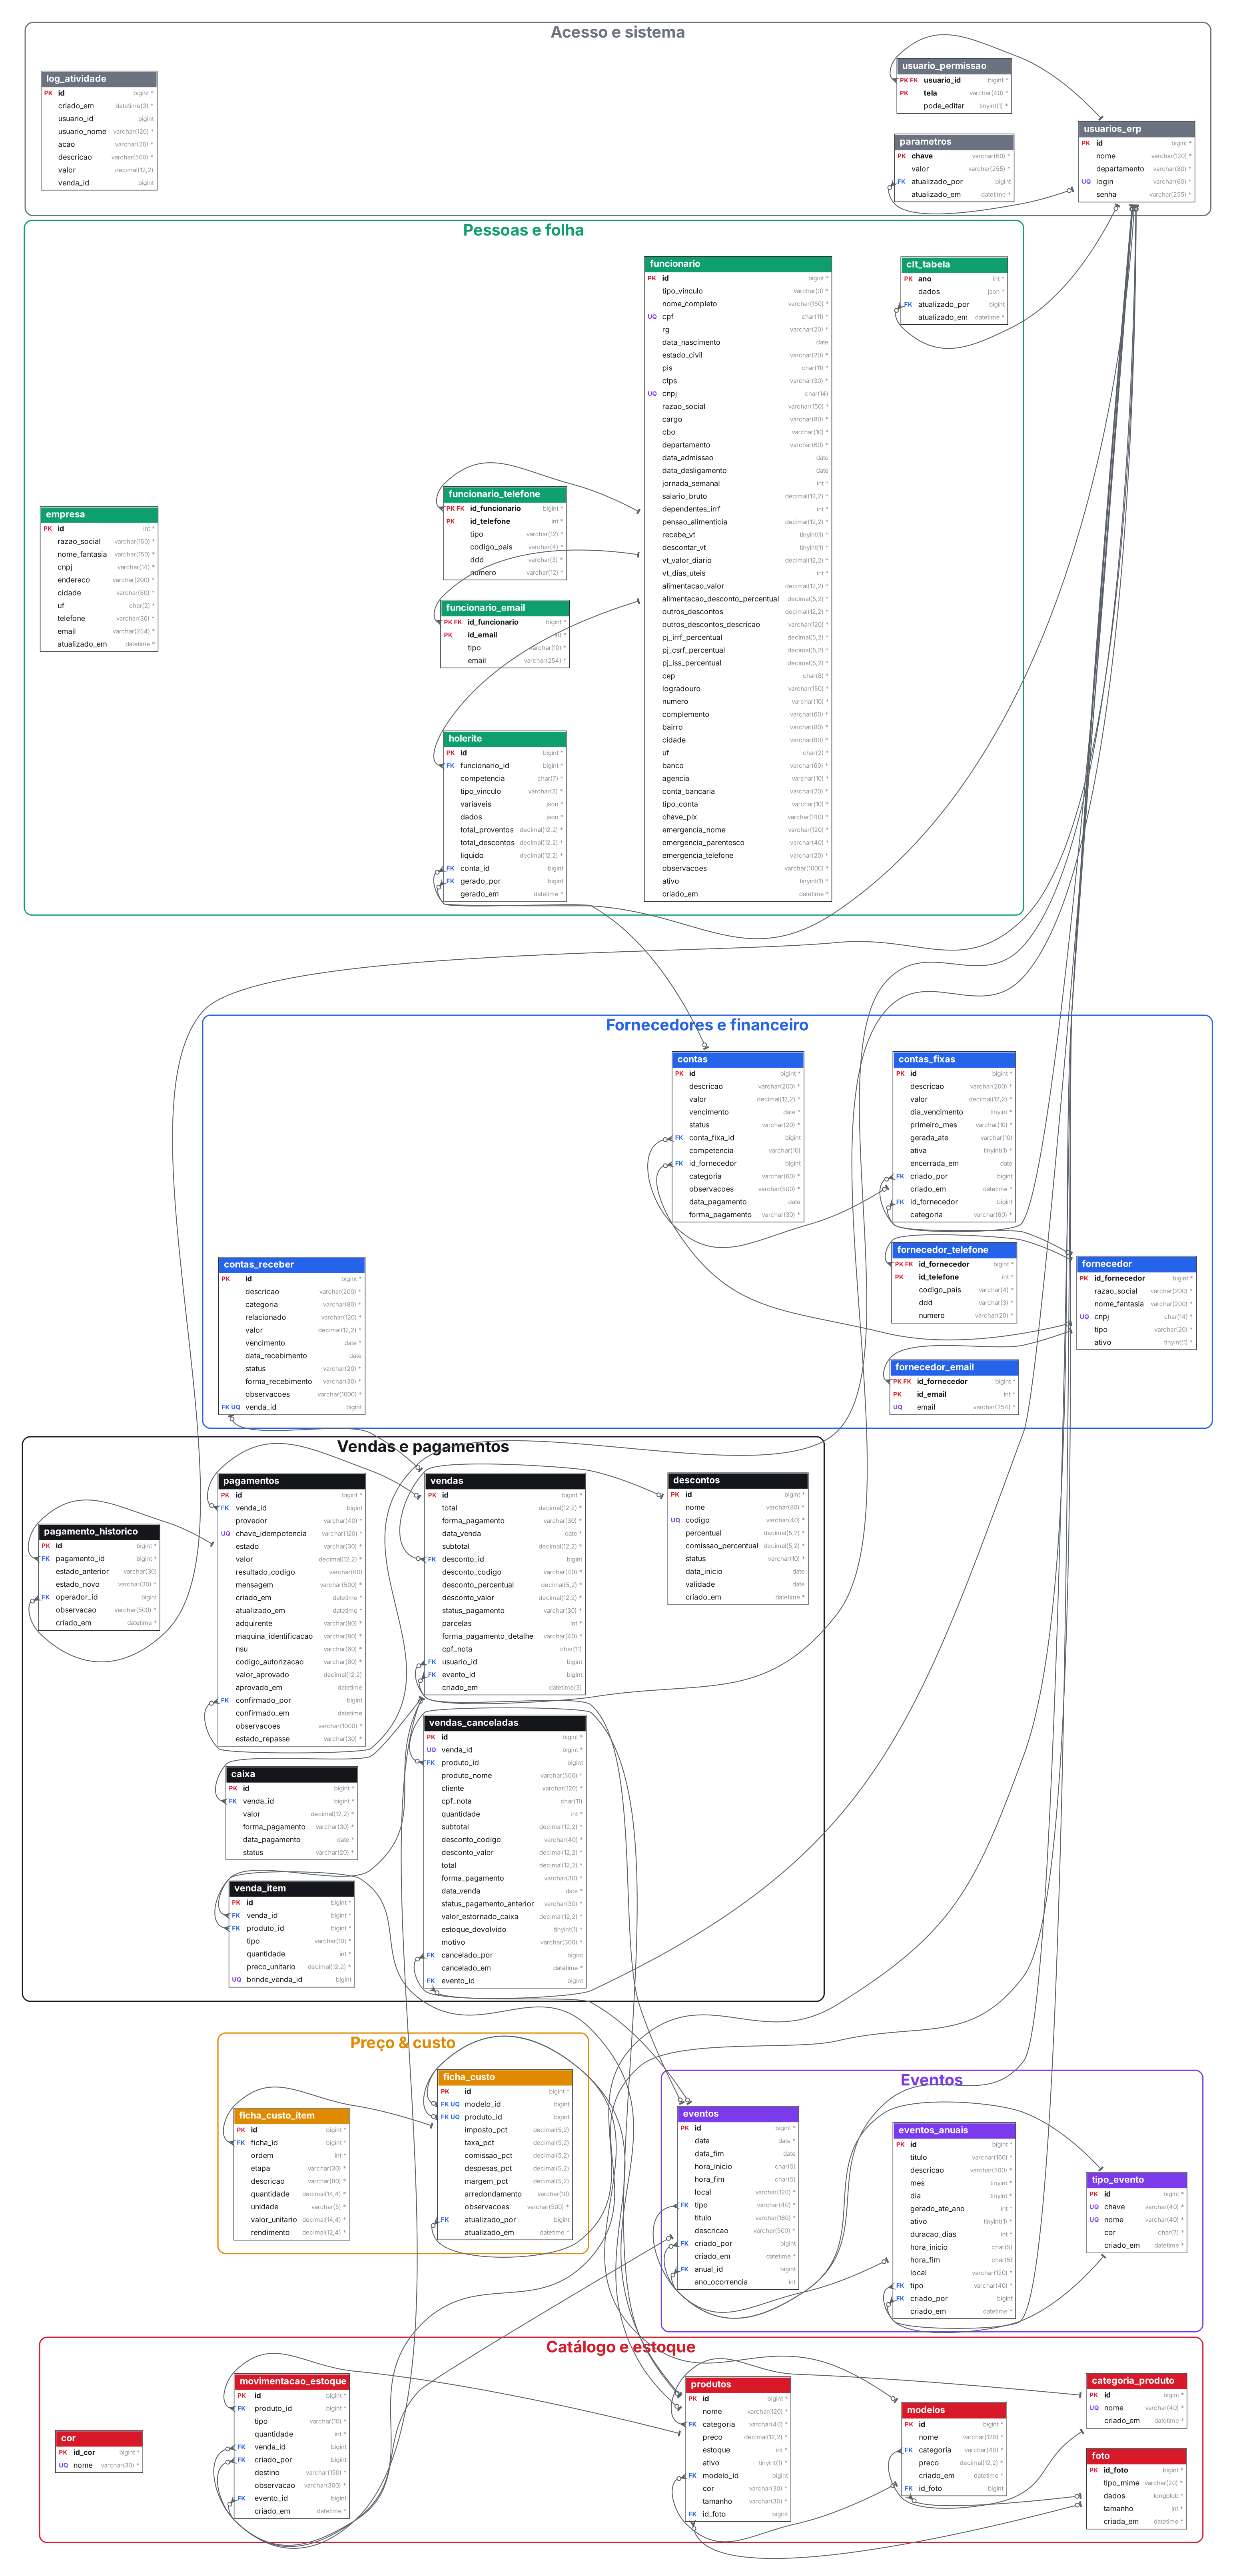 Acesso e sistema
log_atividade
PK id bigint *
criado_em datetime(3) *
usuario_id bigint
usuario_nome varchar(120) *
acao varchar(20) *
descricao varchar(500) *
valor decimal(12,2)
venda_id bigint
usuario_permissao
PK FK usuario_id bigint *
PK tela varchar(40) *
pode_editar tinyint(1) *
parametros
PK chave varchar(60) *
valor varchar(255) *
FK atualizado_por bigint
atualizado_em datetime *
usuarios_erp
PK id bigint *
nome varchar(120) *
departamento varchar(80) *
UQ login varchar(60) *
senha varchar(255) *
Pessoas e folha
empresa
PK id int *
razao_social varchar(150) *
nome_fantasia varchar(150) *
cnpj varchar(14) *
endereco varchar(200) *
cidade varchar(80) *
uf char(2) *
telefone varchar(30) *
email varchar(254) *
atualizado_em datetime *
funcionario_telefone
PK FK id_funcionario bigint *
PK id_telefone int *
tipo varchar(12) *
codigo_pais varchar(4) *
ddd varchar(3) *
numero varchar(12) *
funcionario_email
PK FK id_funcionario bigint *
PK id_email int *
tipo varchar(10) *
email varchar(254) *
holerite
PK id bigint *
FK funcionario_id bigint *
competencia char(7) *
tipo_vinculo varchar(3) *
variaveis json *
dados json *
total_proventos decimal(12,2) *
total_descontos decimal(12,2) *
liquido decimal(12,2) *
FK conta_id bigint
FK gerado_por bigint
gerado_em datetime *
funcionario
PK id bigint *
tipo_vinculo varchar(3) *
nome_completo varchar(150) *
UQ cpf char(11) *
rg varchar(20) *
data_nascimento date
estado_civil varchar(20) *
pis char(11) *
ctps varchar(30) *
UQ cnpj char(14)
razao_social varchar(150) *
cargo varchar(80) *
cbo varchar(10) *
departamento varchar(60) *
data_admissao date
data_desligamento date
jornada_semanal int *
salario_bruto decimal(12,2) *
dependentes_irrf int *
pensao_alimenticia decimal(12,2) *
recebe_vt tinyint(1) *
descontar_vt tinyint(1) *
vt_valor_diario decimal(12,2) *
vt_dias_uteis int *
alimentacao_valor decimal(12,2) *
alimentacao_desconto_percentual decimal(5,2) *
outros_descontos decimal(12,2) *
outros_descontos_descricao varchar(120) *
pj_irrf_percentual decimal(5,2) *
pj_csrf_percentual decimal(5,2) *
pj_iss_percentual decimal(5,2) *
cep char(8) *
logradouro varchar(150) *
numero varchar(10) *
complemento varchar(60) *
bairro varchar(80) *
cidade varchar(80) *
uf char(2) *
banco varchar(60) *
agencia varchar(10) *
conta_bancaria varchar(20) *
tipo_conta varchar(10) *
chave_pix varchar(140) *
emergencia_nome varchar(120) *
emergencia_parentesco varchar(40) *
emergencia_telefone varchar(20) *
observacoes varchar(1000) *
ativo tinyint(1) *
criado_em datetime *
clt_tabela
PK ano int *
dados json *
FK atualizado_por bigint
atualizado_em datetime *
Fornecedores e financeiro
contas_receber
PK id bigint *
descricao varchar(200) *
categoria varchar(80) *
relacionado varchar(120) *
valor decimal(12,2) *
vencimento date *
data_recebimento date
status varchar(20) *
forma_recebimento varchar(30) *
observacoes varchar(1000) *
FK UQ venda_id bigint
contas
PK id bigint *
descricao varchar(200) *
valor decimal(12,2) *
vencimento date *
status varchar(20) *
FK conta_fixa_id bigint
competencia varchar(10)
FK id_fornecedor bigint
categoria varchar(60) *
observacoes varchar(500) *
data_pagamento date
forma_pagamento varchar(30) *
contas_fixas
PK id bigint *
descricao varchar(200) *
valor decimal(12,2) *
dia_vencimento tinyint *
primeiro_mes varchar(10) *
gerada_ate varchar(10)
ativa tinyint(1) *
encerrada_em date
FK criado_por bigint
criado_em datetime *
FK id_fornecedor bigint
categoria varchar(60) *
fornecedor_telefone
PK FK id_fornecedor bigint *
PK id_telefone int *
codigo_pais varchar(4) *
ddd varchar(3) *
numero varchar(20) *
fornecedor_email
PK FK id_fornecedor bigint *
PK id_email int *
UQ email varchar(254) *
fornecedor
PK id_fornecedor bigint *
razao_social varchar(200) *
nome_fantasia varchar(200) *
UQ cnpj char(14) *
tipo varchar(20) *
ativo tinyint(1) *
Vendas e pagamentos
pagamento_historico
PK id bigint *
FK pagamento_id bigint *
estado_anterior varchar(30)
estado_novo varchar(30) *
FK operador_id bigint
observacao varchar(500) *
criado_em datetime *
pagamentos
PK id bigint *
FK venda_id bigint
provedor varchar(40) *
UQ chave_idempotencia varchar(120) *
estado varchar(30) *
valor decimal(12,2) *
resultado_codigo varchar(60)
mensagem varchar(500) *
criado_em datetime *
atualizado_em datetime *
adquirente varchar(80) *
maquina_identificacao varchar(80) *
nsu varchar(60) *
codigo_autorizacao varchar(60) *
valor_aprovado decimal(12,2)
aprovado_em datetime
FK confirmado_por bigint
confirmado_em datetime
observacoes varchar(1000) *
estado_repasse varchar(30) *
caixa
PK id bigint *
FK venda_id bigint *
valor decimal(12,2) *
forma_pagamento varchar(30) *
data_pagamento date *
status varchar(20) *
venda_item
PK id bigint *
FK venda_id bigint *
FK produto_id bigint *
tipo varchar(10) *
quantidade int *
preco_unitario decimal(12,2) *
UQ brinde_venda_id bigint
vendas
PK id bigint *
total decimal(12,2) *
forma_pagamento varchar(30) *
data_venda date *
subtotal decimal(12,2) *
FK desconto_id bigint
desconto_codigo varchar(40) *
desconto_percentual decimal(5,2) *
desconto_valor decimal(12,2) *
status_pagamento varchar(30) *
parcelas int *
forma_pagamento_detalhe varchar(40) *
cpf_nota char(11)
FK usuario_id bigint
FK evento_id bigint
criado_em datetime(3)
vendas_canceladas
PK id bigint *
UQ venda_id bigint *
FK produto_id bigint
produto_nome varchar(500) *
cliente varchar(120) *
cpf_nota char(11)
quantidade int *
subtotal decimal(12,2) *
desconto_codigo varchar(40) *
desconto_valor decimal(12,2) *
total decimal(12,2) *
forma_pagamento varchar(30) *
data_venda date *
status_pagamento_anterior varchar(30) *
valor_estornado_caixa decimal(12,2) *
estoque_devolvido tinyint(1) *
motivo varchar(300) *
FK cancelado_por bigint
cancelado_em datetime *
FK evento_id bigint
descontos
PK id bigint *
nome varchar(80) *
UQ codigo varchar(40) *
percentual decimal(5,2) *
comissao_percentual decimal(5,2) *
status varchar(10) *
data_inicio date
validade date
criado_em datetime *
Preço & custo
ficha_custo_item
PK id bigint *
FK ficha_id bigint *
ordem int *
etapa varchar(30) *
descricao varchar(80) *
quantidade decimal(14,4) *
unidade varchar(5) *
valor_unitario decimal(14,4) *
rendimento decimal(12,4) *
ficha_custo
PK id bigint *
FK UQ modelo_id bigint
FK UQ produto_id bigint
imposto_pct decimal(5,2)
taxa_pct decimal(5,2)
comissao_pct decimal(5,2)
despesas_pct decimal(5,2)
margem_pct decimal(5,2)
arredondamento varchar(10)
observacoes varchar(500) *
FK atualizado_por bigint
atualizado_em datetime *
Eventos
eventos
PK id bigint *
data date *
data_fim date
hora_inicio char(5)
hora_fim char(5)
local varchar(120) *
FK tipo varchar(40) *
titulo varchar(160) *
descricao varchar(500) *
FK criado_por bigint
criado_em datetime *
FK anual_id bigint
ano_ocorrencia int
eventos_anuais
PK id bigint *
titulo varchar(160) *
descricao varchar(500) *
mes tinyint *
dia tinyint *
gerado_ate_ano int *
ativo tinyint(1) *
duracao_dias int *
hora_inicio char(5)
hora_fim char(5)
local varchar(120) *
FK tipo varchar(40) *
FK criado_por bigint
criado_em datetime *
tipo_evento
PK id bigint *
UQ chave varchar(40) *
UQ nome varchar(40) *
cor char(7) *
criado_em datetime *
Catálogo e estoque
cor
PK id_cor bigint *
UQ nome varchar(30) *
movimentacao_estoque
PK id bigint *
FK produto_id bigint *
tipo varchar(10) *
quantidade int *
FK venda_id bigint
FK criado_por bigint
destino varchar(150) *
observacao varchar(300) *
FK evento_id bigint
criado_em datetime *
produtos
PK id bigint *
nome varchar(120) *
FK categoria varchar(40) *
preco decimal(12,2) *
estoque int *
ativo tinyint(1) *
FK modelo_id bigint
cor varchar(30) *
tamanho varchar(30) *
FK id_foto bigint
modelos
PK id bigint *
nome varchar(120) *
FK categoria varchar(40) *
preco decimal(12,2) *
criado_em datetime *
FK id_foto bigint
categoria_produto
PK id bigint *
UQ nome varchar(40) *
criado_em datetime *
foto
PK id_foto bigint *
tipo_mime varchar(20) *
dados longblob *
tamanho int *
criada_em datetime *